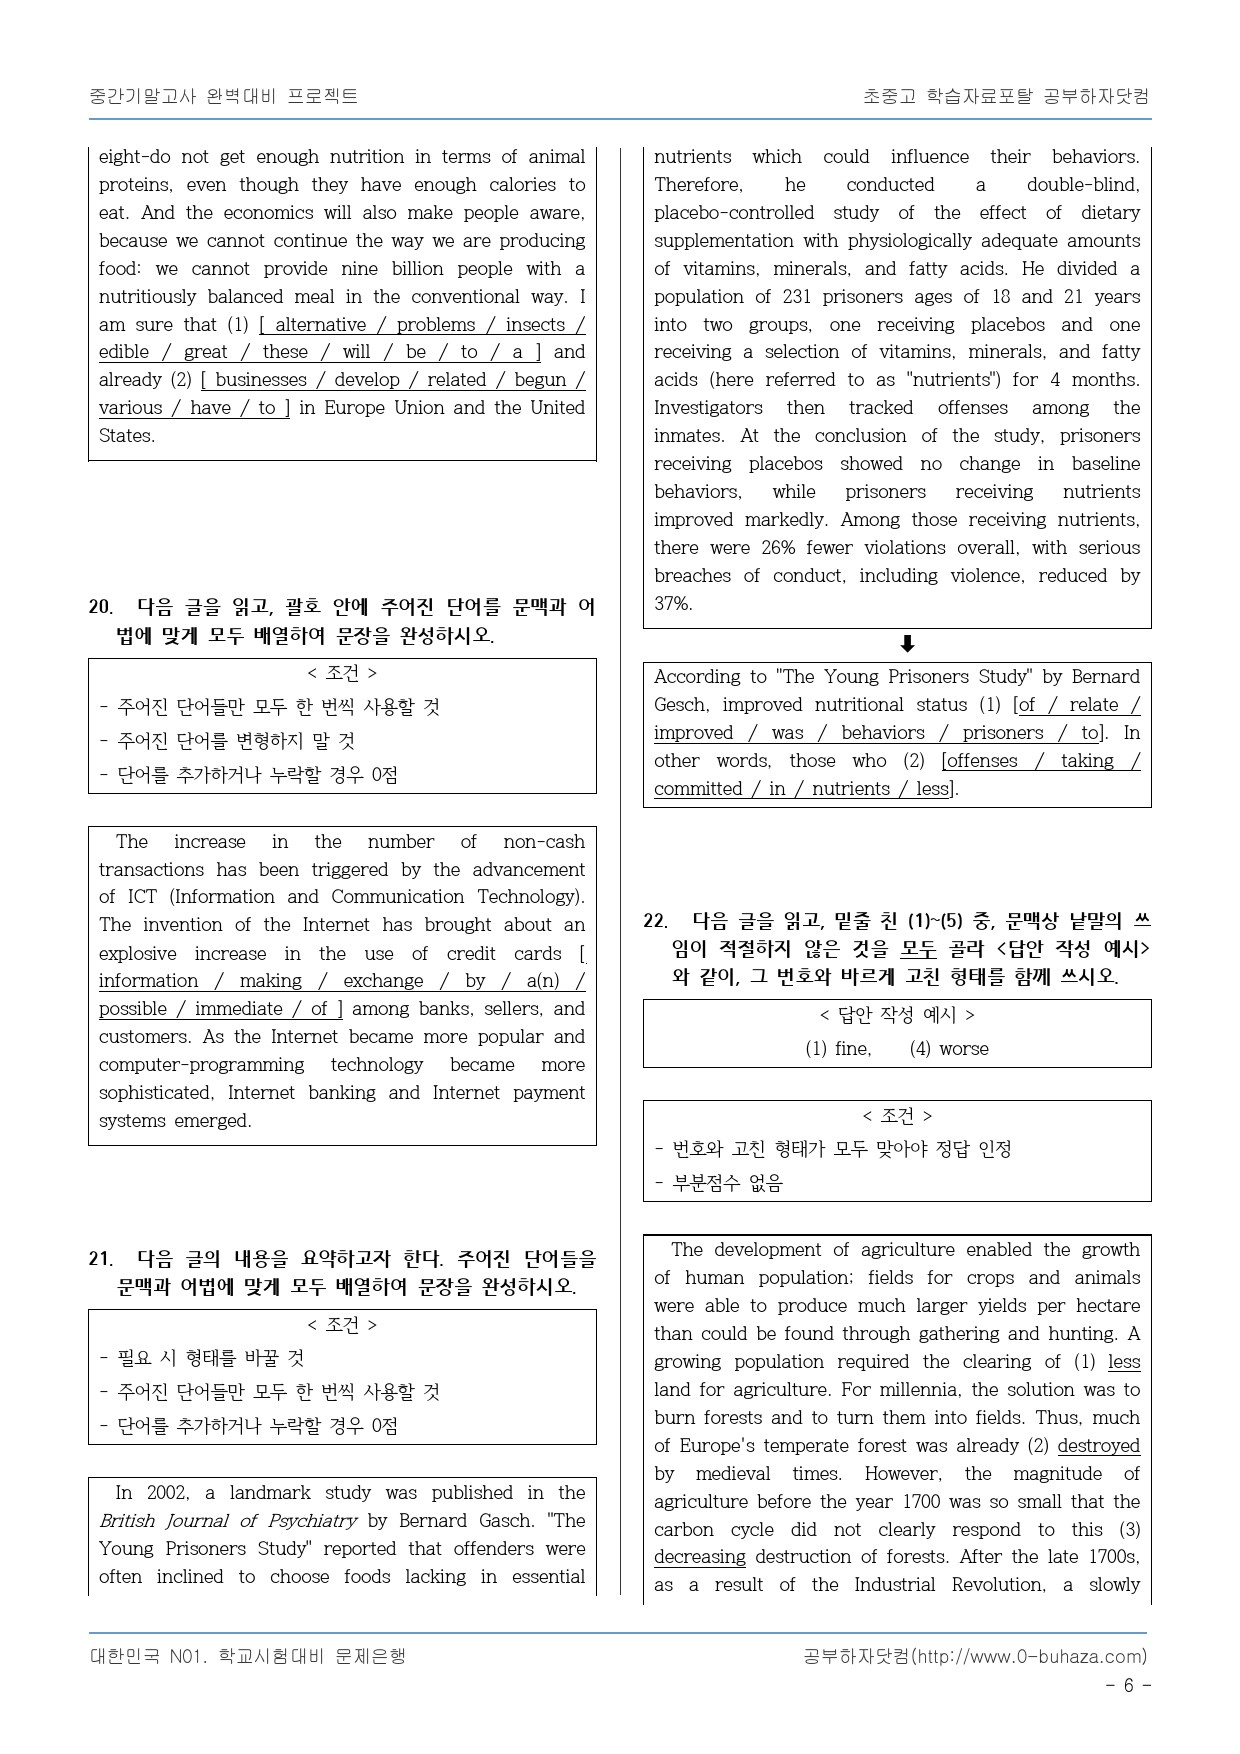 중간기말고사 완벽대비 프로젝트
초중고 학습자료포탈 공부하자닷컴
eight-do not get enough nutrition in terms of animal
proteins, even though they have enough calories to
eat. And the economics will also make people aware,
because we cannot continue the way we are producing
food: we cannot provide nine billion people with a
nutritiously balanced meal in the conventional way. I
am sure that (1) [ alternative / problems / insects /
edible / great / these / will / be / to / a ] and
already (2) [ businesses / develop / related / begun /
various / have / to ] in Europe Union and the United
States.
20. 다음 글을 읽고, 괄호 안에 주어진 단어를 문맥과 어
법에 맞게 모두 배열하여 문장을 완성하시오.
< 조건 >
- 주어진 단어들만 모두 한 번씩 사용할 것
- 주어진 단어를 변형하지 말 것
- 단어를 추가하거나 누락할 경우 0점
The increase in the number of non-cash
transactions has been triggered by the advancement
of ICT (Information and Communication Technology).
The invention of the Internet has brought about an
explosive increase in the use of credit cards [
information / making / exchange / by / a(n) /
possible / immediate / of ] among banks, sellers, and
customers. As the Internet became more popular and
computer-programming technology became more
sophisticated, Internet banking and Internet payment
systems emerged.
21. 다음 글의 내용을 요약하고자 한다. 주어진 단어들을
문맥과 어법에 맞게 모두 배열하여 문장을 완성하시오.
< 조건 >
- 필요 시 형태를 바꿀 것
- 주어진 단어들만 모두 한 번씩 사용할 것
- 단어를 추가하거나 누락할 경우 0점
In 2002, a landmark study was published in the
British Journal of Psychiatry by Bernard Gasch. "The
Young Prisoners Study" reported that offenders were
often inclined to choose foods lacking in essential
nutrients which could influence their behaviors.
Therefore, he conducted a double-blind,
placebo-controlled study of the effect of dietary
supplementation with physiologically adequate amounts
of vitamins, minerals, and fatty acids. He divided a
population of 231 prisoners ages of 18 and 21 years
into two groups, one receiving placebos and one
receiving a selection of vitamins, minerals, and fatty
acids (here referred to as "nutrients") for 4 months.
Investigators then tracked offenses among the
inmates. At the conclusion of the study, prisoners
receiving placebos showed no change in baseline
behaviors, while prisoners receiving nutrients
improved markedly. Among those receiving nutrients,
there were 26% fewer violations overall, with serious
breaches of conduct, including violence, reduced by
37%.
According to "The Young Prisoners Study" by Bernard
Gesch, improved nutritional status (1) [of / relate /
improved / was / behaviors / prisoners / to]. In
other words, those who (2) [offenses / taking /
committed / in / nutrients / less].
22. 다음 글을 읽고, 밑줄 친 (1)~(5) 중, 문맥상 낱말의 쓰
임이 적절하지 않은 것을 모두 골라 <답안 작성 예시>
와 같이, 그 번호와 바르게 고친 형태를 함께 쓰시오.
< 답안 작성 예시 >
(1) fine, (4) worse
< 조건 >
- 번호와 고친 형태가 모두 맞아야 정답 인정
- 부분점수 없음
The development of agriculture enabled the growth
of human population; fields for crops and animals
were able to produce much larger yields per hectare
than could be found through gathering and hunting. A
growing population required the clearing of (1) less
land for agriculture. For millennia, the solution was to
burn forests and to turn them into fields. Thus, much
of Europe's temperate forest was already (2) destroyed
by medieval times. However, the magnitude of
agriculture before the year 1700 was so small that the
carbon cycle did not clearly respond to this (3)
decreasing destruction of forests. After the late 1700s,
as a result of the Industrial Revolution, a slowly
대한민국 N01. 학교시험대비 문제은행
공부하자닷컴(http://www.0-buhaza.com)
- 6 -